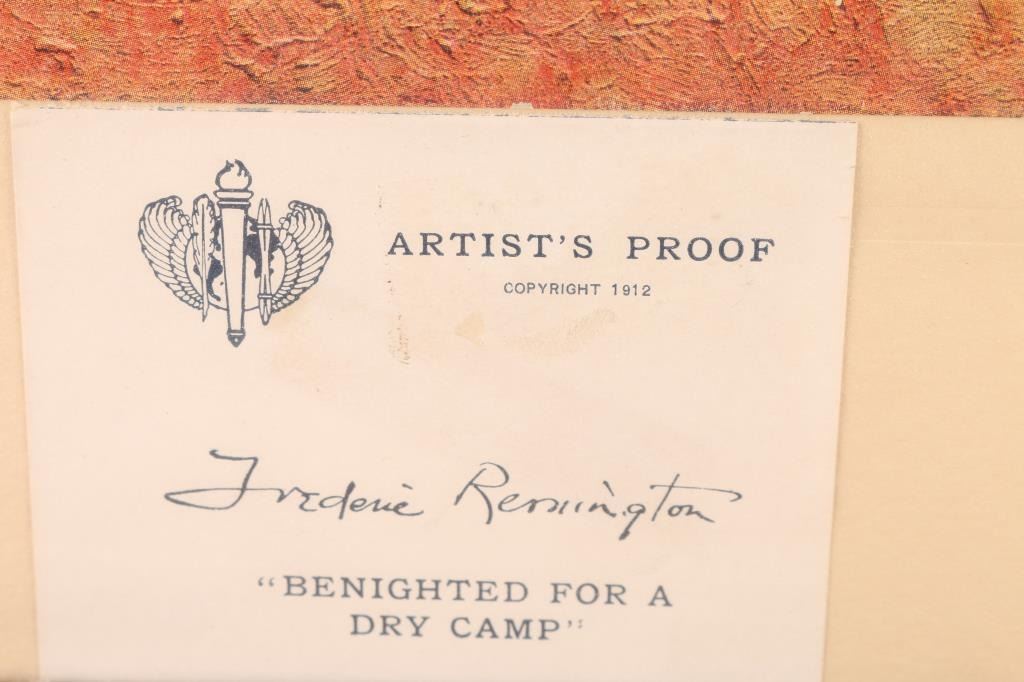 ARTIST'S PROOF
COPYRIGHT 1912
Frederic Remington
"BENIGHTED FOR A
DRY CAMP"